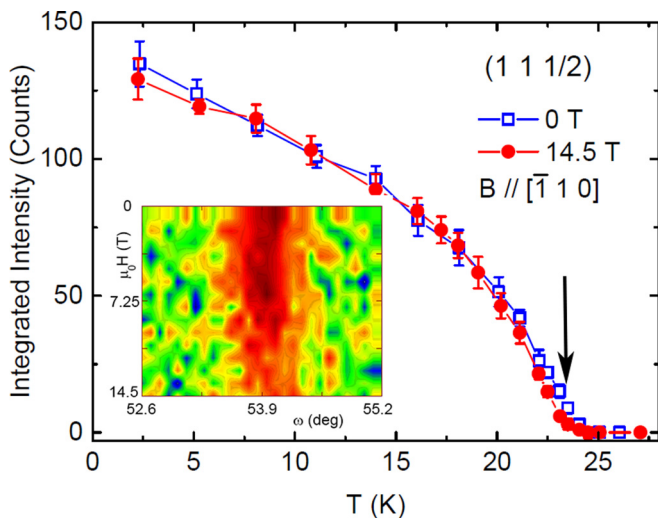 Integrated Intensity (Counts)
150
100
50
0
(1 1 1/2)
0 T
14.5 T
B // [1̅ 1 0]
μ₀H (T)
0
7.25
14.5
52.6 53.9 55.2
ω (deg)
0 5 10 15 20 25
T (K)